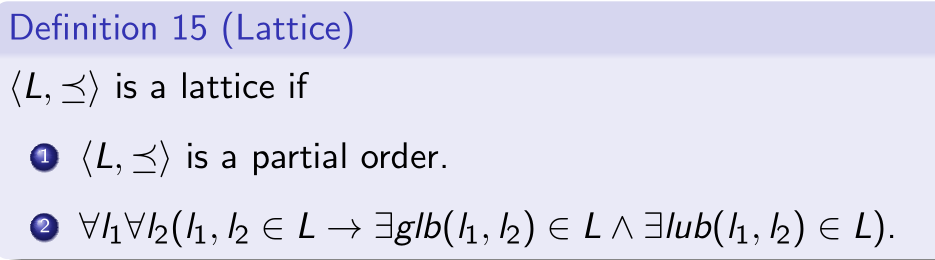 Definition 15 (Lattice)
⟨L, ⪯⟩ is a lattice if
1 ⟨L, ⪯⟩ is a partial order.
2 ∀l₁∀l₂(l₁, l₂ ∈ L → ∃glb(l₁, l₂) ∈ L ∧ ∃lub(l₁, l₂) ∈ L).